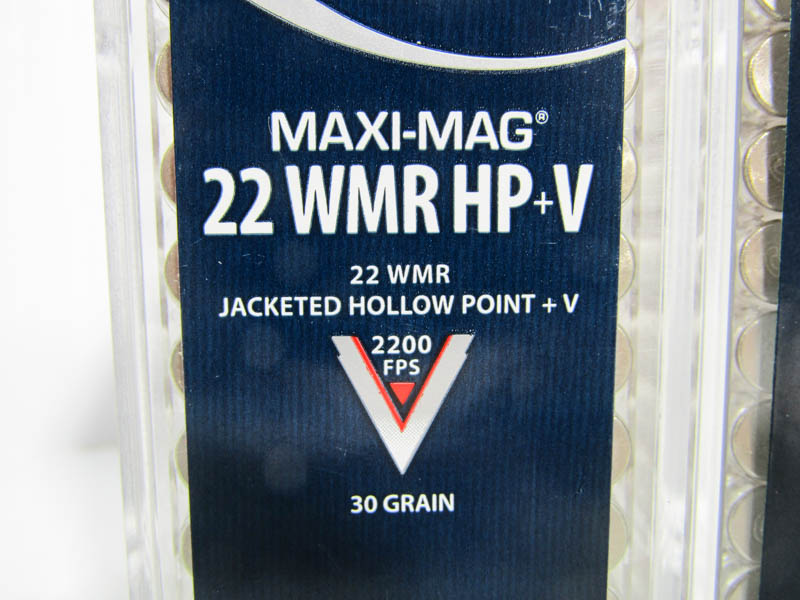 MAXI-MAG®
22 WMR HP+V
22 WMR
JACKETED HOLLOW POINT + V
2200
FPS
30 GRAIN